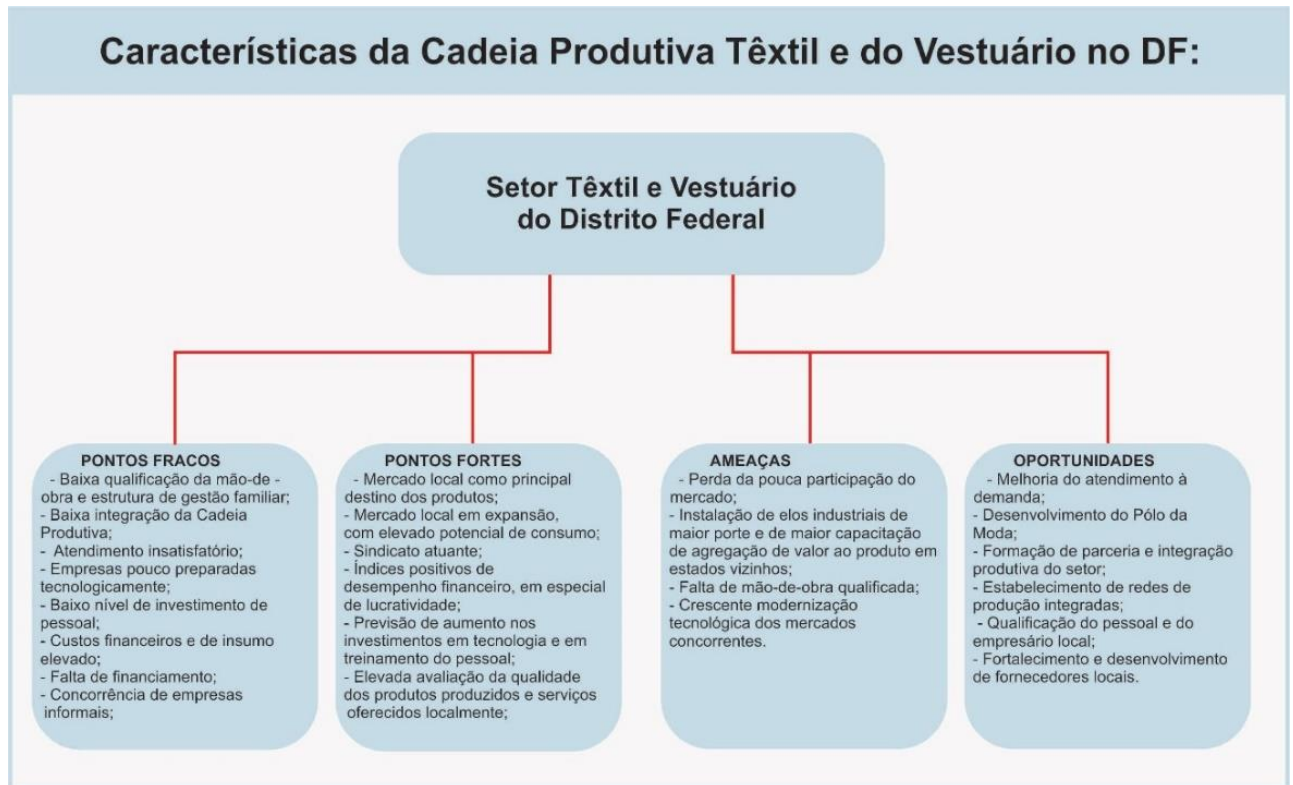 Características da Cadeia Produtiva Têxtil e do Vestuário no DF:
Setor Têxtil e Vestuário
do Distrito Federal
PONTOS FRACOS
- Baixa qualificação da mão-de -
obra e estrutura de gestão familiar;
- Baixa integração da Cadeia
Produtiva;
- Atendimento insatisfatório;
- Empresas pouco preparadas
tecnologicamente;
- Baixo nível de investimento de
pessoal;
- Custos financeiros e de insumo
elevado;
- Falta de financiamento;
- Concorrência de empresas
informais;
PONTOS FORTES
- Mercado local como principal
destino dos produtos;
- Mercado local em expansão,
com elevado potencial de consumo;
- Sindicato atuante;
- Índices positivos de
desempenho financeiro, em especial
de lucratividade;
- Previsão de aumento nos
investimentos em tecnologia e em
treinamento do pessoal;
- Elevada avaliação da qualidade
dos produtos produzidos e serviços
oferecidos localmente;
AMEAÇAS
- Perda da pouca participação do
mercado;
- Instalação de elos industriais de
maior porte e de maior capacitação
de agregação de valor ao produto em
estados vizinhos;
- Falta de mão-de-obra qualificada;
- Crescente modernização
tecnológica dos mercados
concorrentes.
OPORTUNIDADES
- Melhoria do atendimento à
demanda;
- Desenvolvimento do Pólo da
Moda;
- Formação de parceria e integração
produtiva do setor;
- Estabelecimento de redes de
produção integradas;
- Qualificação do pessoal e do
empresário local;
- Fortalecimento e desenvolvimento
de fornecedores locais.